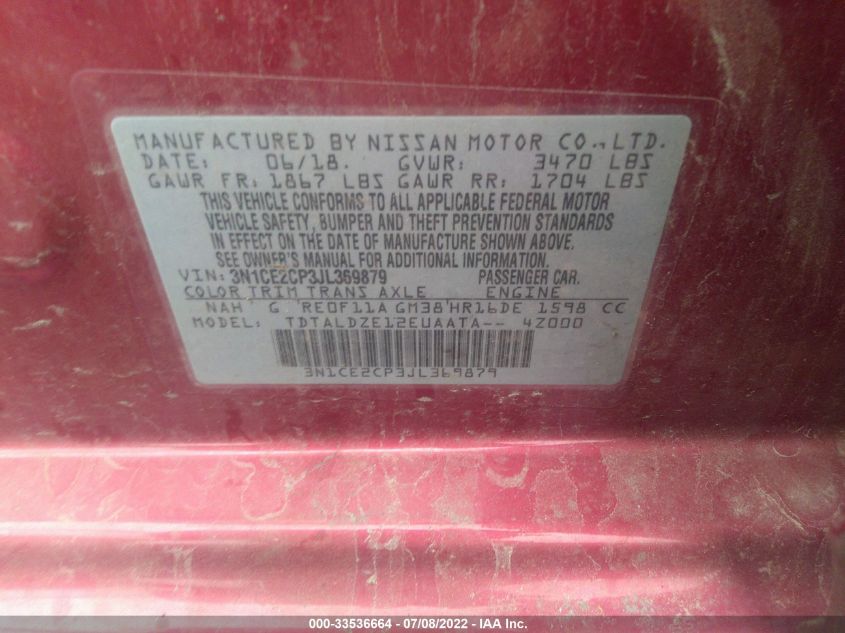 MANUFACTURED BY NISSAN MOTOR CO., LTD.
DATE: 06/18. GVWR: 3470 LBS
GAWR FR: 1867 LBS GAWR RR: 1704 LBS
THIS VEHICLE CONFORMS TO ALL APPLICABLE FEDERAL MOTOR
VEHICLE SAFETY, BUMPER AND THEFT PREVENTION STANDARDS
IN EFFECT ON THE DATE OF MANUFACTURE SHOWN ABOVE.
SEE OWNER'S MANUAL FOR ADDITIONAL INFORMATION.
VIN: 3N1CE2CP3JL369879 PASSENGER CAR.
COLOR TRIM TRANS AXLE ENGINE
NAH G RE0F11A GM38 HR16DE 1598 CC
MODEL: TDTALDZE12EUAATA-- 4Z000
3N1CE2CP3JL369879
000-33536664 - 07/08/2022 - IAA Inc.